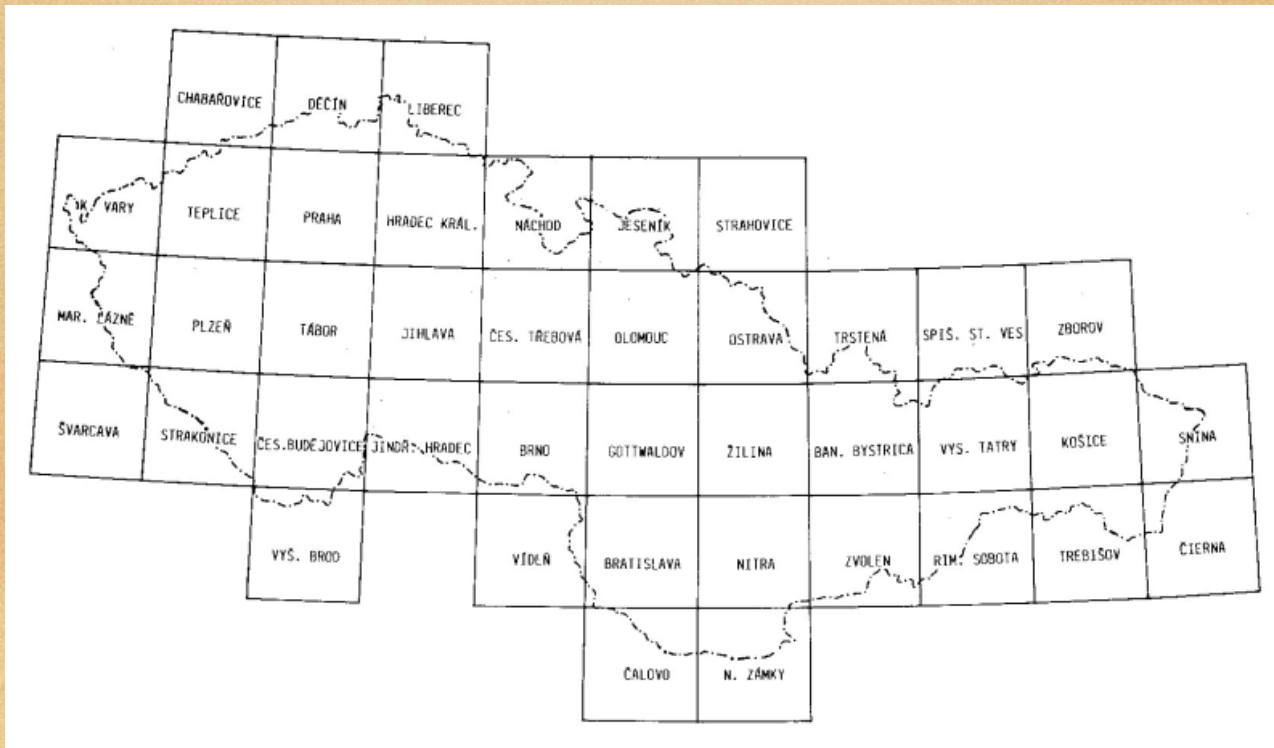 CHABAŘOVICE
DĚČÍN
LIBEREC
VARY
TEPLICE
PRAHA
HRADEC KRÁL.
NÁCHOD
JESENÍK
STRAHOVICE
MAR. LÁZNĚ
PLZEŇ
TÁBOR
JIHLAVA
ČES. TŘEBOVÁ
OLOMOUC
OSTRAVA
TRSTENÁ
SPIŠ. ST. VES
ZBOROV
ŠVARCAVA
STRAKONICE
ČES.BUDĚJOVICE
JINDŘ. HRADEC
BRNO
GOTTWALDOV
ŽILINA
BAN. BYSTRICA
VYS. TATRY
KOŠICE
SNINA
VYŠ. BROD
VÍDEŇ
BRATISLAVA
NITRA
ZVOLEN
RIM. SOBOTA
TREBIŠOV
ČIERNA
ČALOVO
N. ZÁMKY